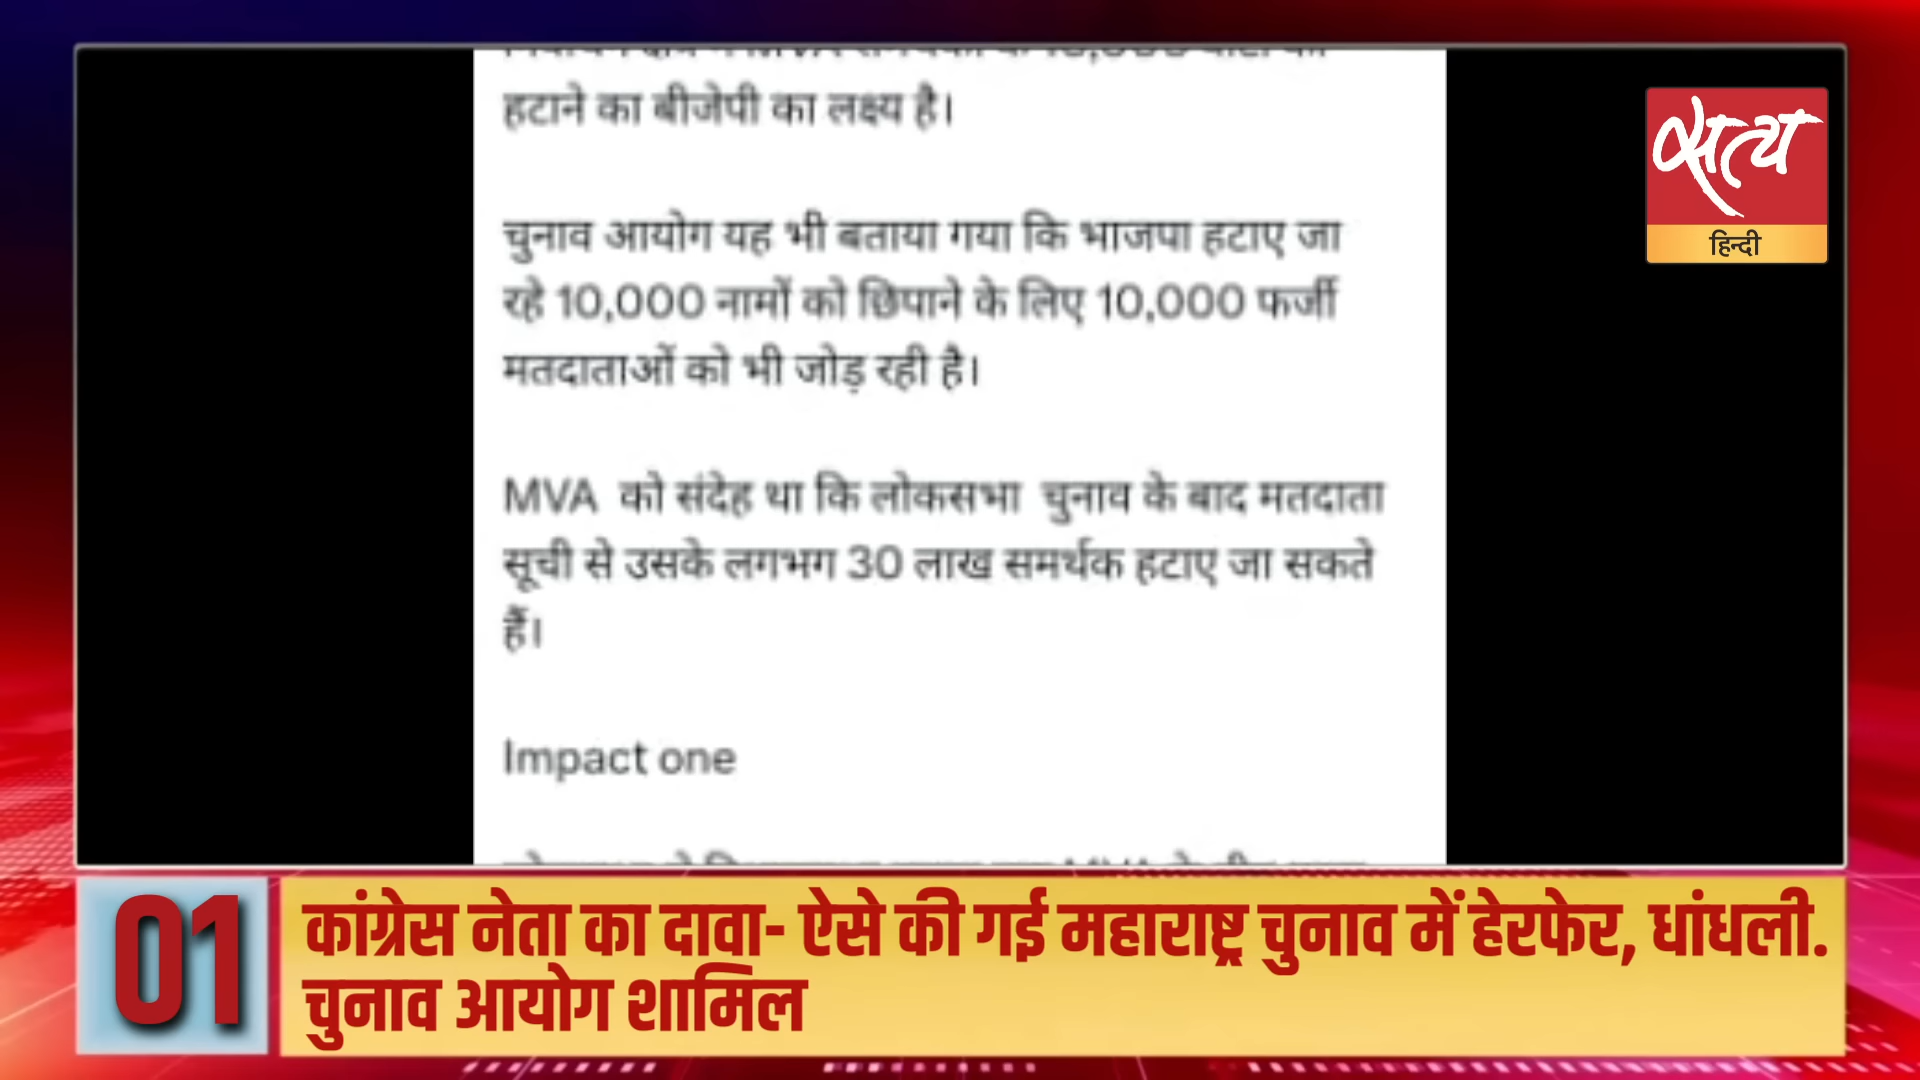 हटाने का बीजेपी का लक्ष्य है।
चुनाव आयोग यह भी बताया गया कि भाजपा हटाए जा
रहे 10,000 नामों को छिपाने के लिए 10,000 फर्जी
मतदाताओं को भी जोड़ रही है।
MVA को संदेह था कि लोकसभा चुनाव के बाद मतदाता
सूची से उसके लगभग 30 लाख समर्थक हटाए जा सकते
हैं।
Impact one
सत्य
हिन्दी
01
कांग्रेस नेता का दावा- ऐसे की गई महाराष्ट्र चुनाव में हेरफेर, धांधली.
चुनाव आयोग शामिल